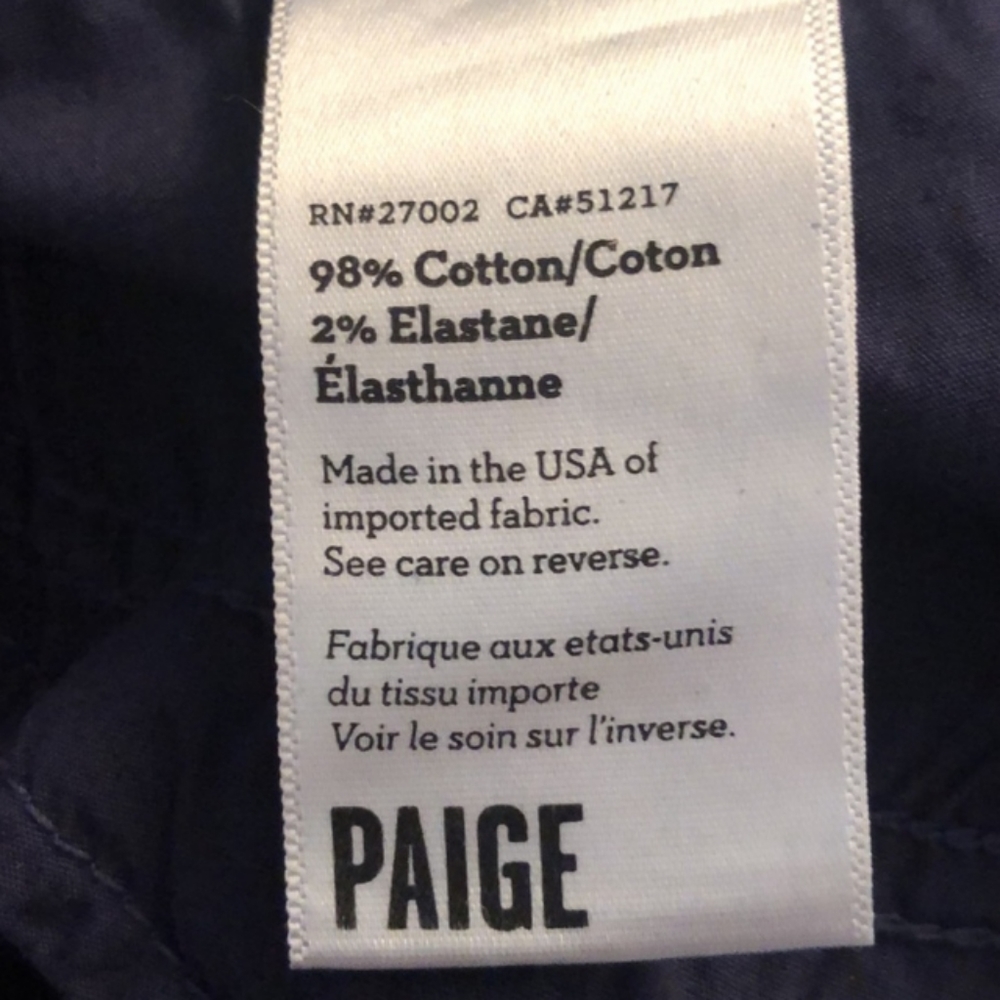 RN#27002 CA#51217
98% Cotton/Coton
2% Elastane/
Élasthanne
Made in the USA of
imported fabric.
See care on reverse.
Fabrique aux etats-unis
du tissu importe
Voir le soin sur l'inverse.
PAIGE